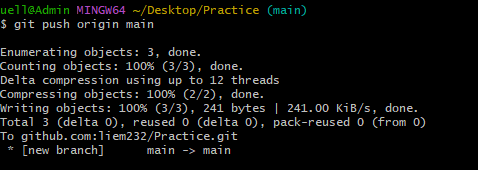 uell@Admin MINGW64 ~/Desktop/Practice (main)
$ git push origin main
Enumerating objects: 3, done.
Counting objects: 100% (3/3), done.
Delta compression using up to 12 threads
Compressing objects: 100% (2/2), done.
Writing objects: 100% (3/3), 241 bytes | 241.00 KiB/s, done.
Total 3 (delta 0), reused 0 (delta 0), pack-reused 0 (from 0)
To github.com:liem232/Practice.git
 * [new branch]      main -> main